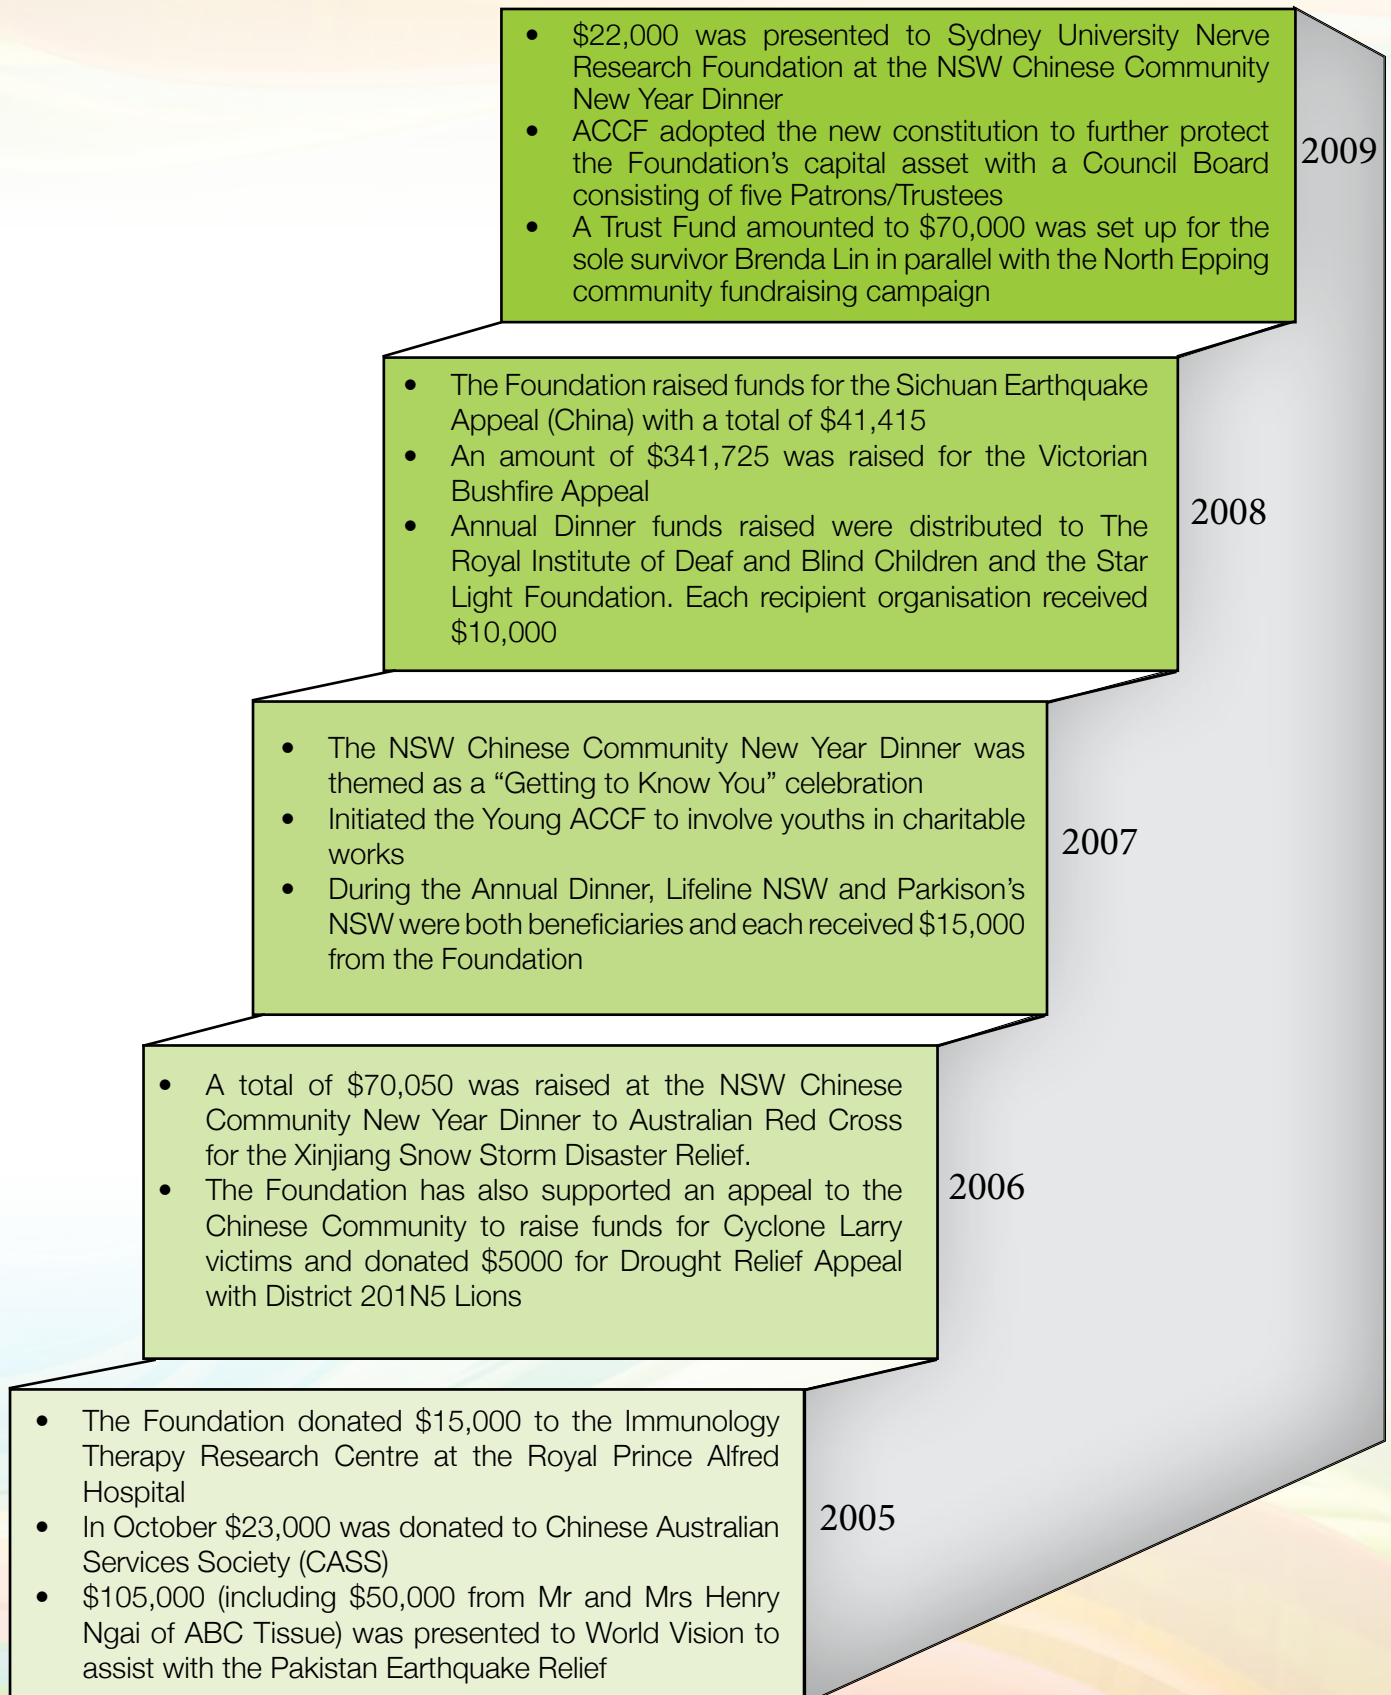 • $22,000 was presented to Sydney University Nerve
Research Foundation at the NSW Chinese Community
New Year Dinner
• ACCF adopted the new constitution to further protect
the Foundation’s capital asset with a Council Board
consisting of five Patrons/Trustees
• A Trust Fund amounted to $70,000 was set up for the
sole survivor Brenda Lin in parallel with the North Epping
community fundraising campaign
2009
• The Foundation raised funds for the Sichuan Earthquake
Appeal (China) with a total of $41,415
• An amount of $341,725 was raised for the Victorian
Bushfire Appeal
• Annual Dinner funds raised were distributed to The
Royal Institute of Deaf and Blind Children and the Star
Light Foundation. Each recipient organisation received
$10,000
2008
• The NSW Chinese Community New Year Dinner was
themed as a “Getting to Know You” celebration
• Initiated the Young ACCF to involve youths in charitable
works
• During the Annual Dinner, Lifeline NSW and Parkison’s
NSW were both beneficiaries and each received $15,000
from the Foundation
2007
• A total of $70,050 was raised at the NSW Chinese
Community New Year Dinner to Australian Red Cross
for the Xinjiang Snow Storm Disaster Relief.
• The Foundation has also supported an appeal to the
Chinese Community to raise funds for Cyclone Larry
victims and donated $5000 for Drought Relief Appeal
with District 201N5 Lions
2006
• The Foundation donated $15,000 to the Immunology
Therapy Research Centre at the Royal Prince Alfred
Hospital
• In October $23,000 was donated to Chinese Australian
Services Society (CASS)
• $105,000 (including $50,000 from Mr and Mrs Henry
Ngai of ABC Tissue) was presented to World Vision to
assist with the Pakistan Earthquake Relief
2005